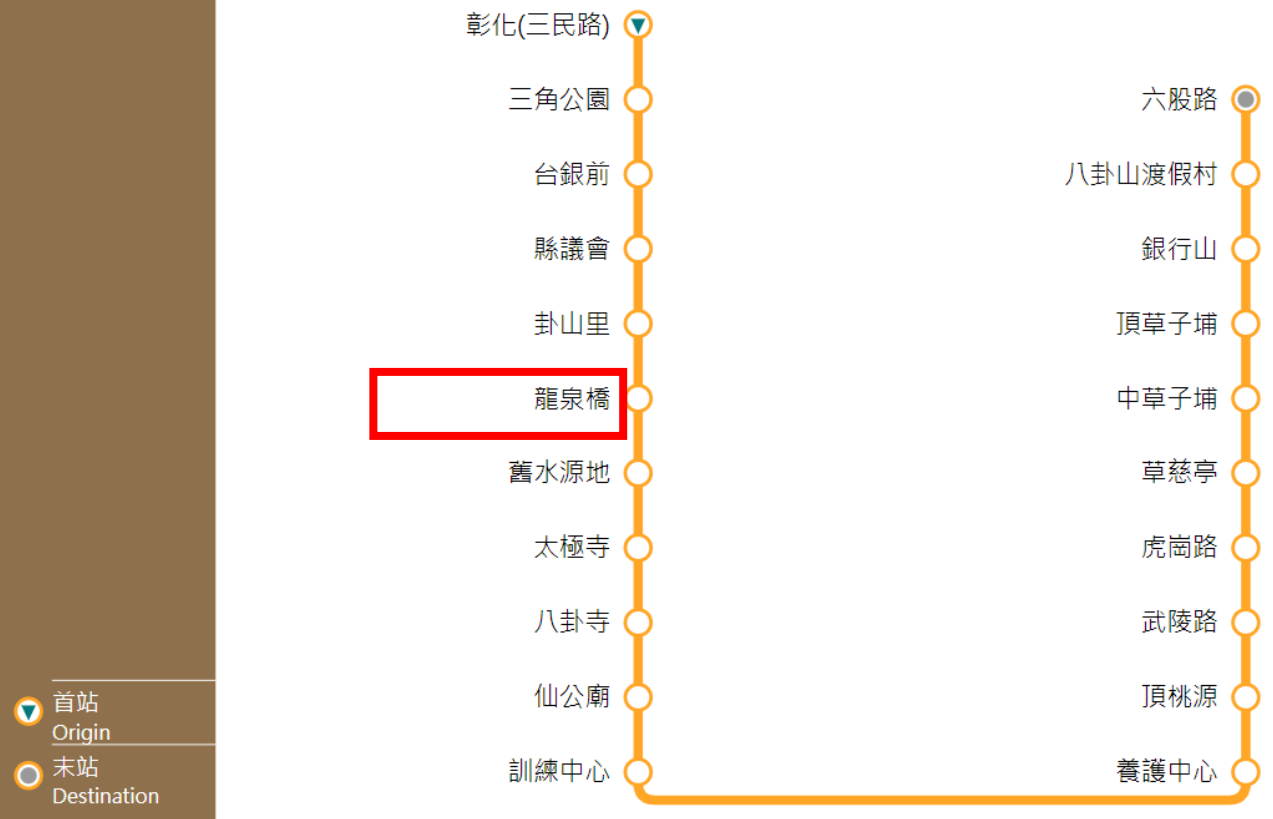 彰化(三民路)
三角公園
台銀前
縣議會
卦山里
龍泉橋
舊水源地
太極寺
八卦寺
仙公廟
訓練中心
六股路
八卦山渡假村
銀行山
頂草子埔
中草子埔
草慈亭
虎崗路
武陵路
頂桃源
養護中心
首站
Origin
末站
Destination